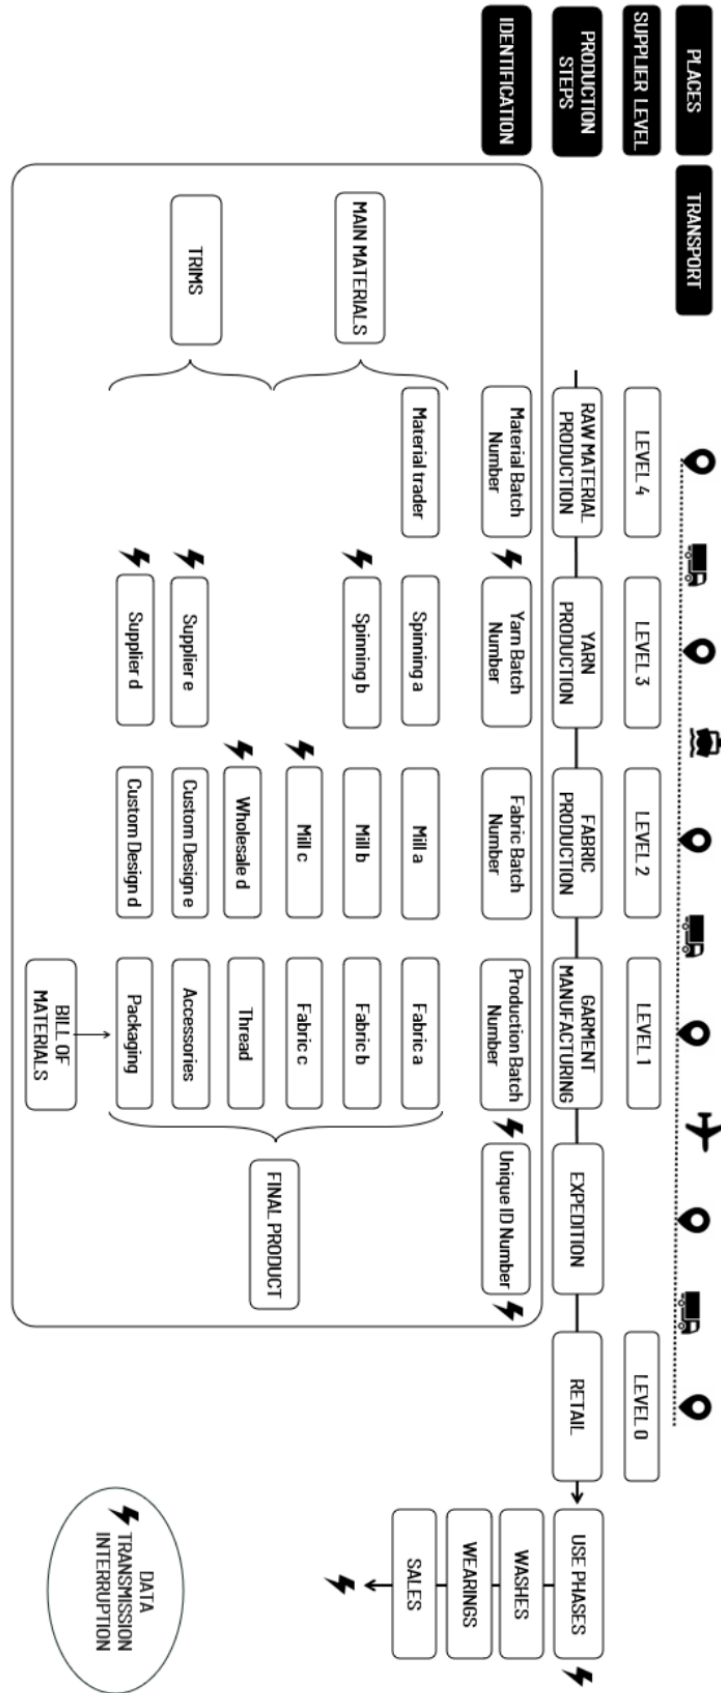 PLACES
TRANSPORT
SUPPLIER LEVEL
LEVEL 4
LEVEL 3
LEVEL 2
LEVEL 1
LEVEL 0
PRODUCTION
STEPS
RAW MATERIAL
PRODUCTION
YARN
PRODUCTION
FABRIC
PRODUCTION
GARMENT
MANUFACTURING
EXPEDITION
RETAIL
USE PHASES
WASHES
WEARINGS
SALES
IDENTIFICATION
Material Batch
Number
Yarn Batch
Number
Fabric Batch
Number
Production Batch
Number
Unique ID Number
MAIN MATERIALS
Material trader
Spinning a
Mill a
Fabric a
Spinning b
Mill b
Fabric b
Mill c
Fabric c
FINAL PRODUCT
TRIMS
Wholesale d
Thread
Supplier e
Custom Design e
Accessories
Supplier d
Custom Design d
Packaging
BILL OF
MATERIALS
DATA
TRANSMISSION
INTERRUPTION